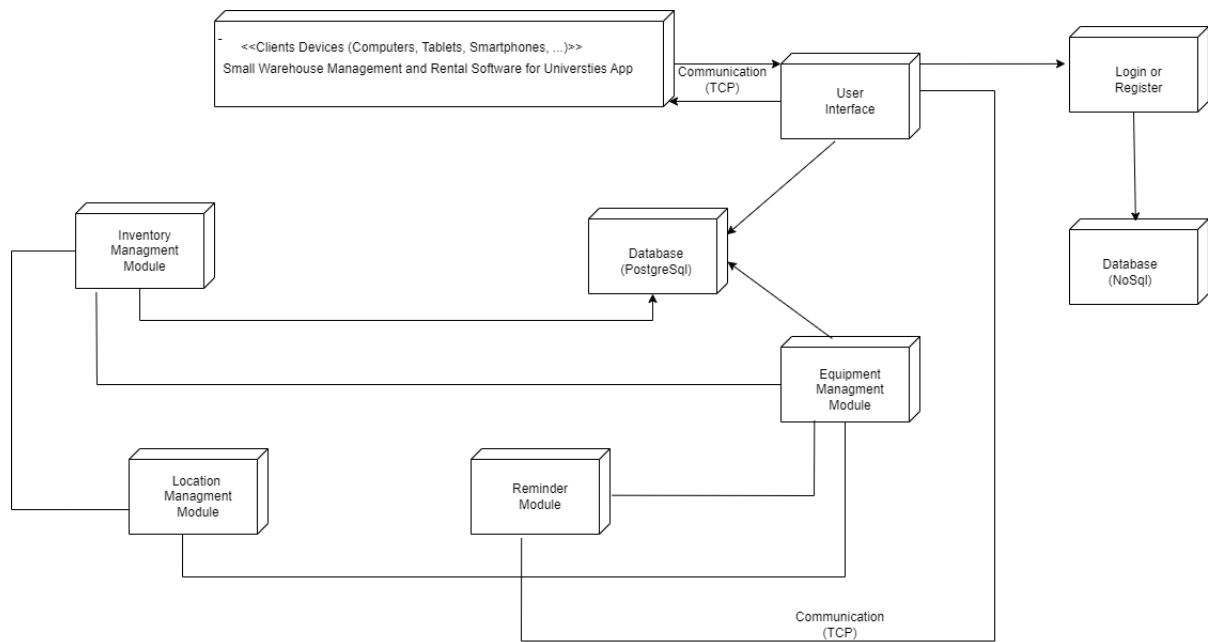 -
<<Clients Devices (Computers, Tablets, Smartphones, ...)>>
Small Warehouse Management and Rental Software for Universties App
Communication
(TCP)
User
Interface
Login or
Register
Inventory
Managment
Module
Database
(PostgreSql)
Database
(NoSql)
Equipment
Managment
Module
Location
Managment
Module
Reminder
Module
Communication
(TCP)